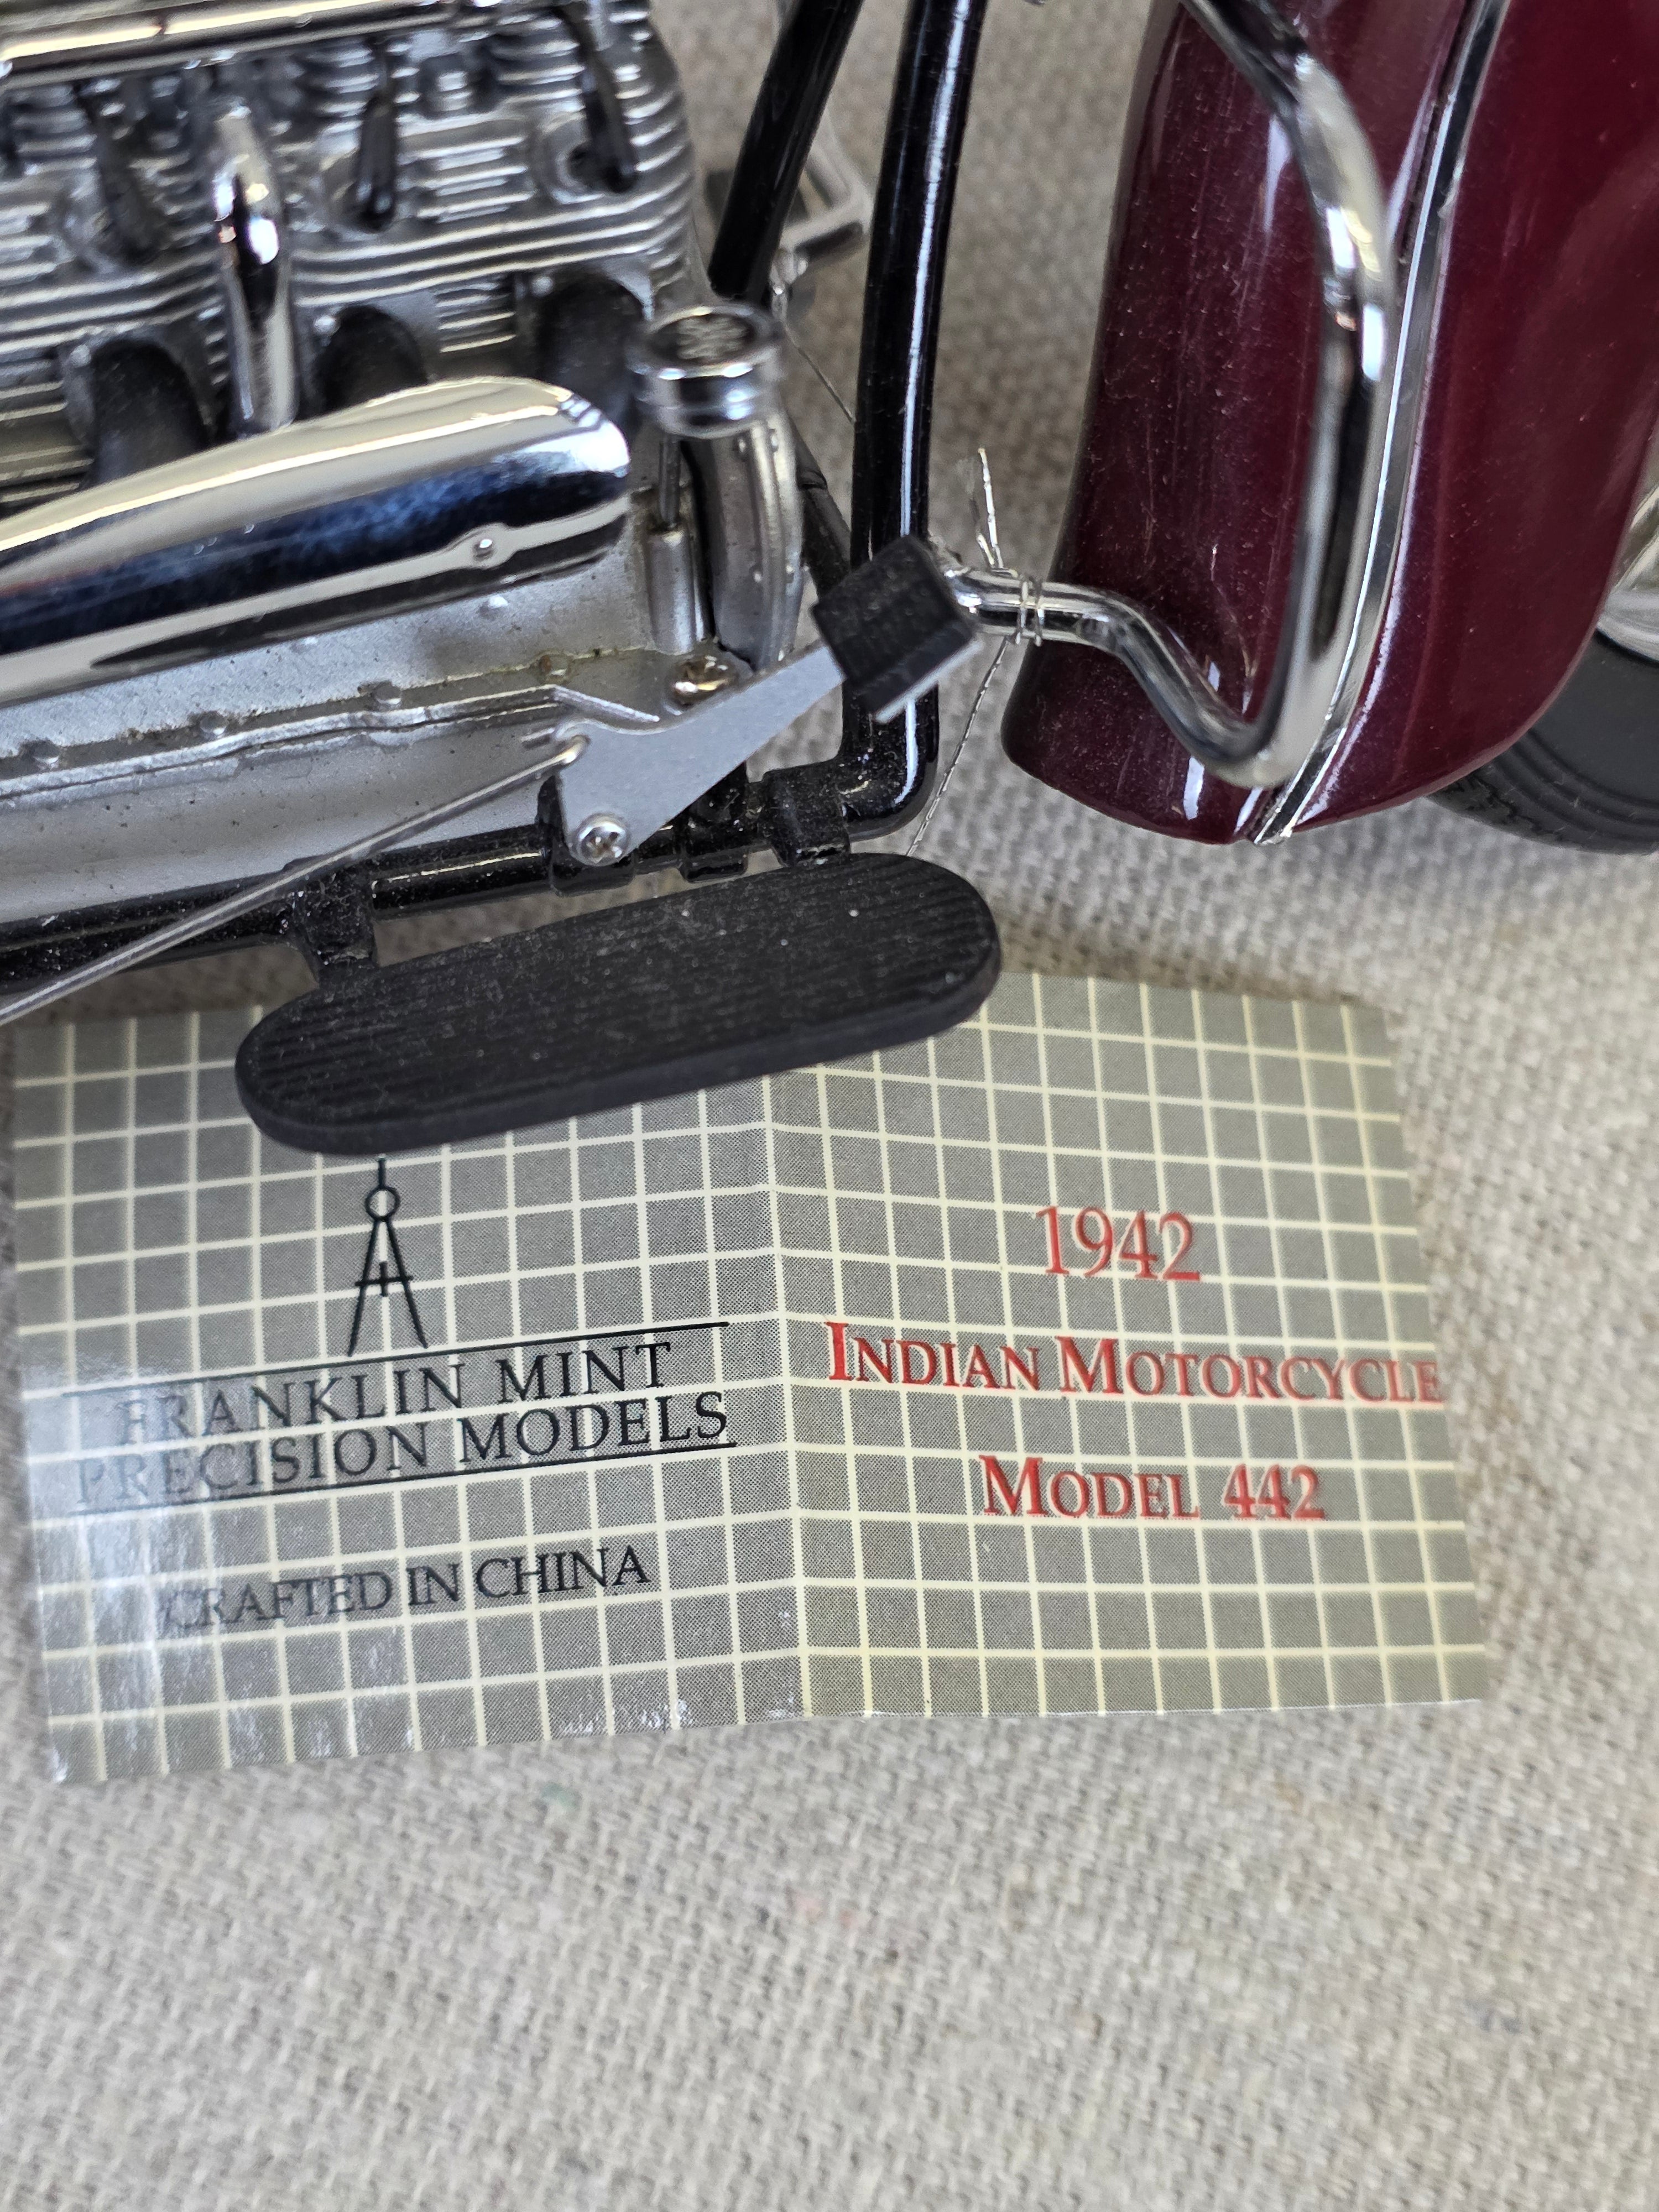 FRANKLIN MINT
PRECISION MODELS
CRAFTED IN CHINA
1942
INDIAN MOTORCYCLE
MODEL 442